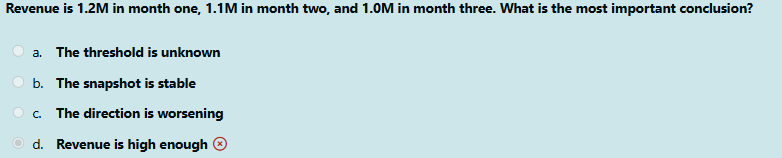 Revenue is 1.2M in month one, 1.1M in month two, and 1.0M in month three. What is the most important conclusion?
a. The threshold is unknown
b. The snapshot is stable
c. The direction is worsening
d. Revenue is high enough